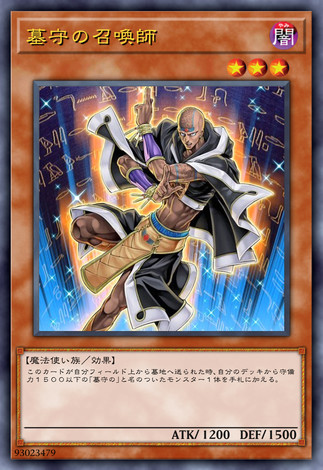 墓守の召喚師
やみ
闇
【魔法使い族／効果】
このカードが自分フィールド上から墓地へ送られた時、自分のデッキから守備
力１５００以下の「墓守の」と名のついたモンスター１体を手札に加える。
ATK/1200 DEF/1500
93023479